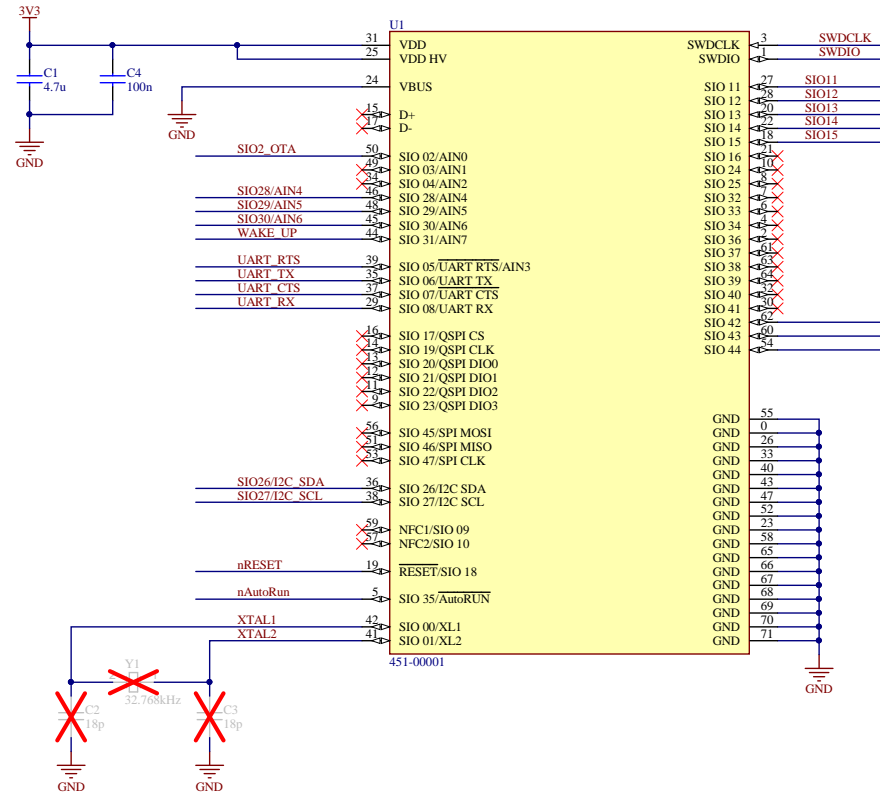 3V3
U1
31 VDD
25 VDD HV
C1
4.7u
C4
100n
24 VBUS
GND
GND
15 D+
17 D-
SIO2_OTA 50 SIO 02/AIN0
49 SIO 03/AIN1
34 SIO 04/AIN2
SIO28/AIN4 46 SIO 28/AIN4
SIO29/AIN5 48 SIO 29/AIN5
SIO30/AIN6 45 SIO 30/AIN6
WAKE_UP 44 SIO 31/AIN7
UART_RTS 39 SIO 05/UART RTS/AIN3
UART_TX 35 SIO 06/UART TX
UART_CTS 37 SIO 07/UART CTS
UART_RX 29 SIO 08/UART RX
16 SIO 17/QSPI CS
14 SIO 19/QSPI CLK
13 SIO 20/QSPI DIO0
12 SIO 21/QSPI DIO1
11 SIO 22/QSPI DIO2
9 SIO 23/QSPI DIO3
56 SIO 45/SPI MOSI
51 SIO 46/SPI MISO
53 SIO 47/SPI CLK
SIO26/I2C_SDA 36 SIO 26/I2C SDA
SIO27/I2C_SCL 38 SIO 27/I2C SCL
59 NFC1/SIO 09
57 NFC2/SIO 10
nRESET 19 RESET/SIO 18
nAutoRun 5 SIO 35/AutoRUN
XTAL1 42 SIO 00/XL1
XTAL2 41 SIO 01/XL2
451-00001
Y1
32.768kHz
C2
18p
C3
18p
GND
GND
SWDCLK 3 SWDCLK
SWDIO 1 SWDIO
SIO 11 27 SIO11
SIO 12 28 SIO12
SIO 13 20 SIO13
SIO 14 22 SIO14
SIO 15 18 SIO15
SIO 16 21
SIO 24 10
SIO 25 8
SIO 32 7
SIO 33 6
SIO 34 4
SIO 36 2
SIO 37 61
SIO 38 63
SIO 39 64
SIO 40 32
SIO 41 30
SIO 42 62
SIO 43 60
SIO 44 54
GND 55
GND 0
GND 26
GND 33
GND 40
GND 43
GND 47
GND 52
GND 23
GND 58
GND 65
GND 66
GND 67
GND 68
GND 69
GND 70
GND 71
GND